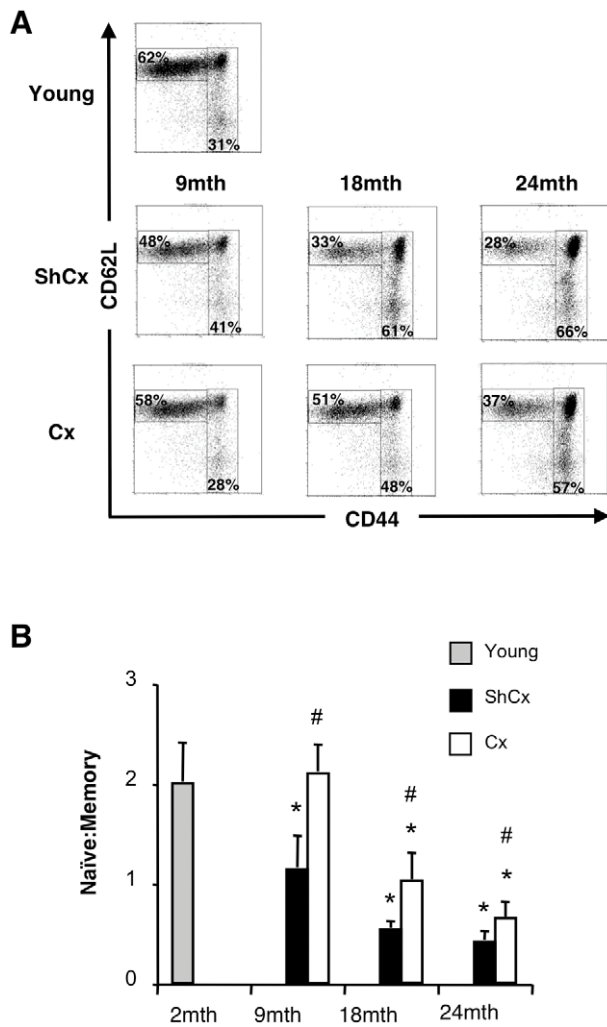 A
Young
62%
31%
9mth 18mth 24mth
CD62L
ShCx
48%
41%
33%
61%
28%
66%
Cx
58%
28%
51%
48%
37%
57%
CD44
B
Young
ShCx
Cx
Naïve:Memory
3
2
1
0
#
*
#
*
*
#
*
*
2mth 9mth 18mth 24mth